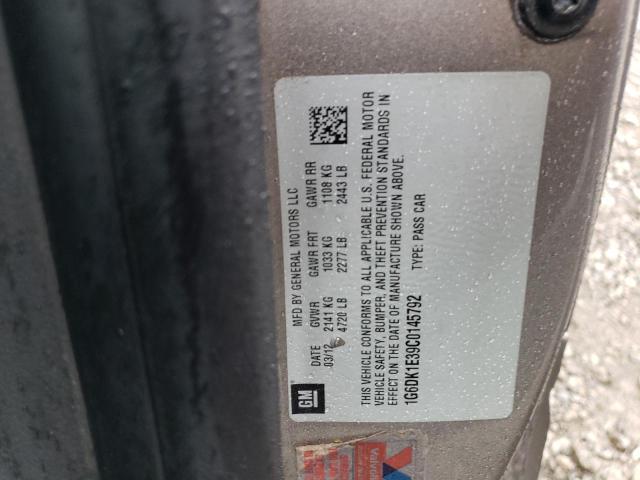 GM
MFD BY GENERAL MOTORS LLC
DATE GVWR GAWR FRT GAWR RR
03/12 2141 KG 1033 KG 1108 KG
4720 LB 2277 LB 2443 LB
THIS VEHICLE CONFORMS TO ALL APPLICABLE U.S. FEDERAL MOTOR
VEHICLE SAFETY, BUMPER, AND THEFT PREVENTION STANDARDS IN
EFFECT ON THE DATE OF MANUFACTURE SHOWN ABOVE.
1G6DK1E39C0145792 TYPE: PASS CAR
Valvoline